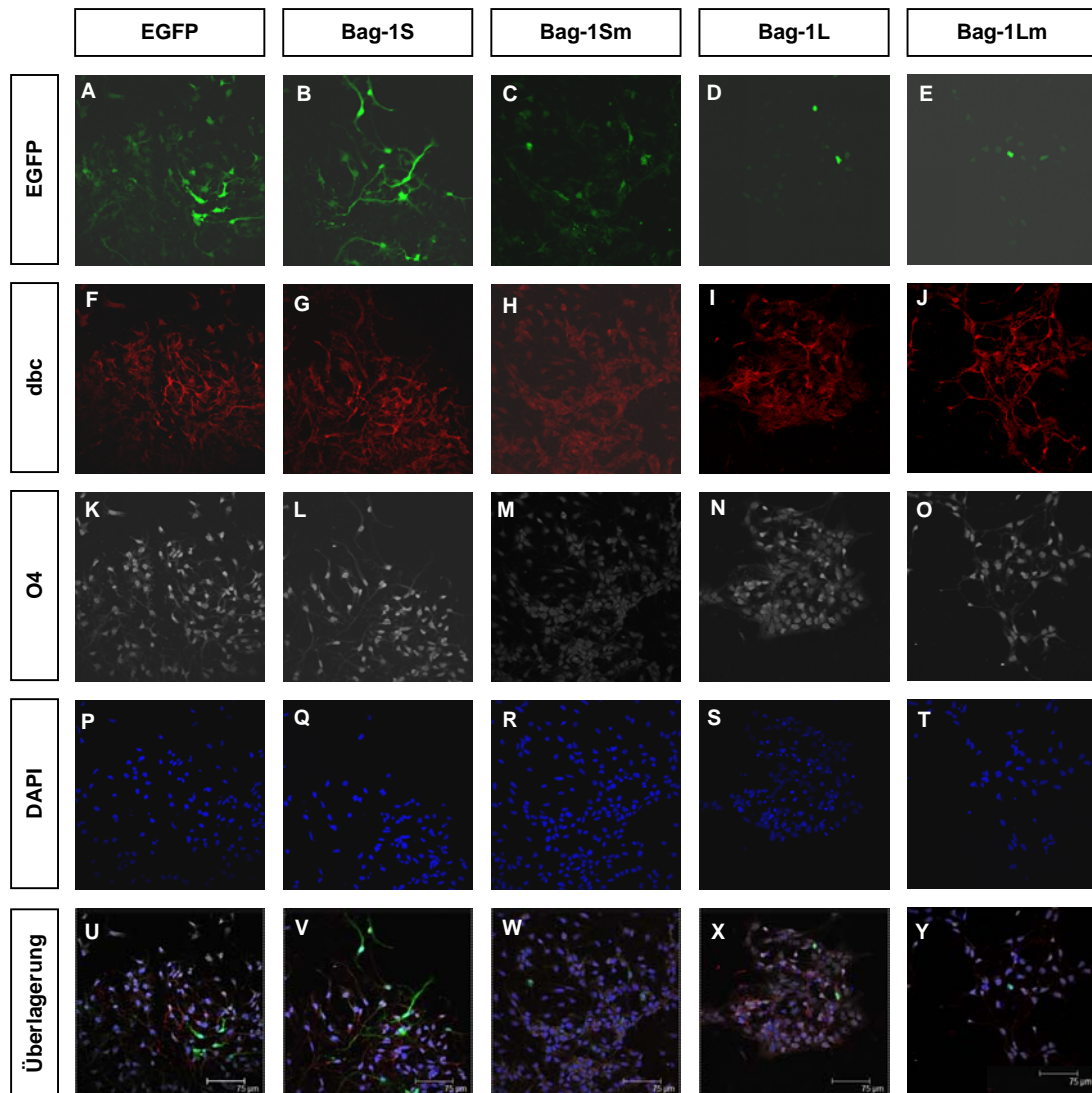 EGFP Bag-1S Bag-1Sm Bag-1L Bag-1Lm
EGFP A B C D E
dbc F G H I J
O4 K L M N O
DAPI P Q R S T
Überlagerung U V W X Y
75 µm 75 µm 75 µm 75 µm 75 µm